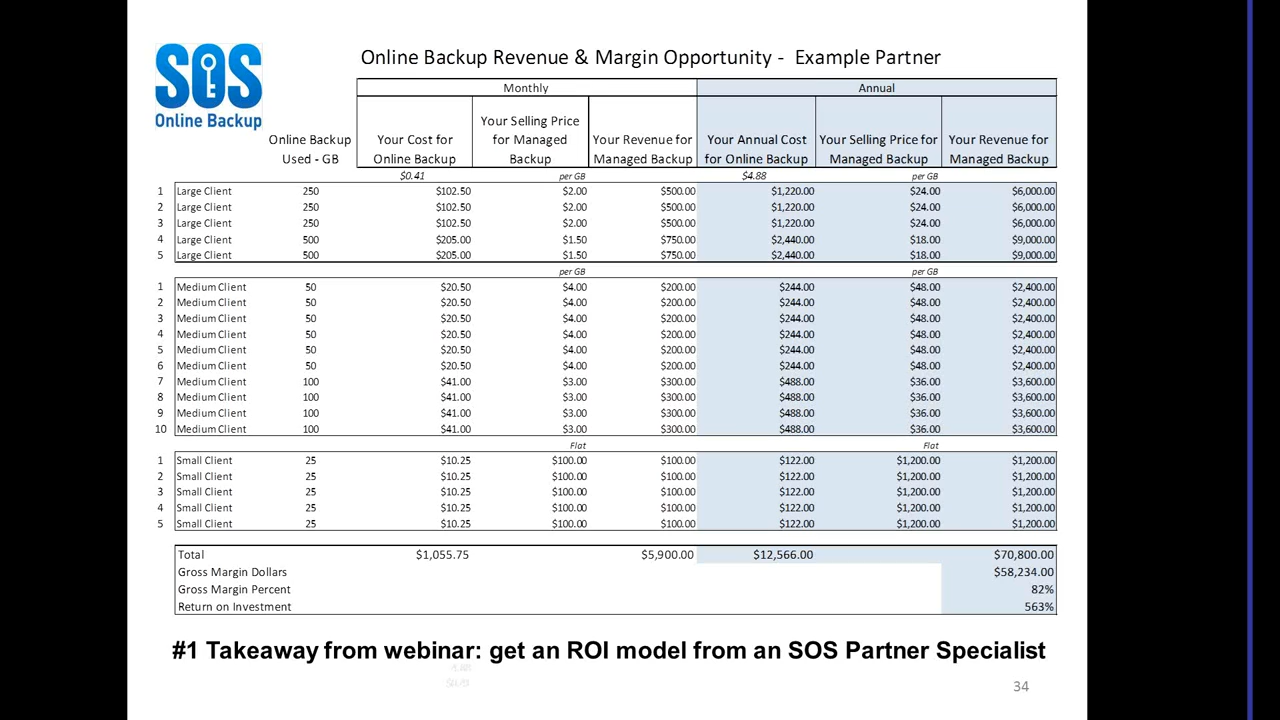 SOS
Online Backup
Online Backup Revenue & Margin Opportunity - Example Partner
Monthly Annual
Online Backup Used - GB Your Cost for Online Backup Your Selling Price for Managed Backup Your Revenue for Managed Backup Your Annual Cost for Online Backup Your Selling Price for Managed Backup Your Revenue for Managed Backup
$0.41 per GB $4.88 per GB
1 Large Client 250 $102.50 $2.00 $500.00 $1,220.00 $24.00 $6,000.00
2 Large Client 250 $102.50 $2.00 $500.00 $1,220.00 $24.00 $6,000.00
3 Large Client 250 $102.50 $2.00 $500.00 $1,220.00 $24.00 $6,000.00
4 Large Client 500 $205.00 $1.50 $750.00 $2,440.00 $18.00 $9,000.00
5 Large Client 500 $205.00 $1.50 $750.00 $2,440.00 $18.00 $9,000.00
per GB per GB
1 Medium Client 50 $20.50 $4.00 $200.00 $244.00 $48.00 $2,400.00
2 Medium Client 50 $20.50 $4.00 $200.00 $244.00 $48.00 $2,400.00
3 Medium Client 50 $20.50 $4.00 $200.00 $244.00 $48.00 $2,400.00
4 Medium Client 50 $20.50 $4.00 $200.00 $244.00 $48.00 $2,400.00
5 Medium Client 50 $20.50 $4.00 $200.00 $244.00 $48.00 $2,400.00
6 Medium Client 50 $20.50 $4.00 $200.00 $244.00 $48.00 $2,400.00
7 Medium Client 100 $41.00 $3.00 $300.00 $488.00 $36.00 $3,600.00
8 Medium Client 100 $41.00 $3.00 $300.00 $488.00 $36.00 $3,600.00
9 Medium Client 100 $41.00 $3.00 $300.00 $488.00 $36.00 $3,600.00
10 Medium Client 100 $41.00 $3.00 $300.00 $488.00 $36.00 $3,600.00
Flat Flat
1 Small Client 25 $10.25 $100.00 $100.00 $122.00 $1,200.00 $1,200.00
2 Small Client 25 $10.25 $100.00 $100.00 $122.00 $1,200.00 $1,200.00
3 Small Client 25 $10.25 $100.00 $100.00 $122.00 $1,200.00 $1,200.00
4 Small Client 25 $10.25 $100.00 $100.00 $122.00 $1,200.00 $1,200.00
5 Small Client 25 $10.25 $100.00 $100.00 $122.00 $1,200.00 $1,200.00
Total $1,055.75 $5,900.00 $12,566.00 $70,800.00
Gross Margin Dollars $58,234.00
Gross Margin Percent 82%
Return on Investment 563%
#1 Takeaway from webinar: get an ROI model from an SOS Partner Specialist
34